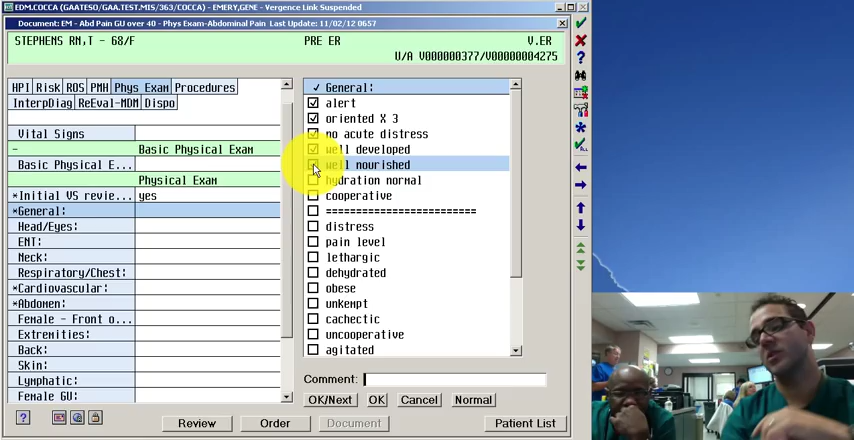 EDM.COCCA (GAATESO/GAA.TEST.MIS/363/COCCA) - EMERY,GENE - Vergence Link Suspended
Document: EM - Abd Pain GU over 40 - Phys Exam-Abdominal Pain Last Update: 11/02/12 0657
STEPHENS RN,T - 68/F PRE ER V.ER
U/A V000000377/V00000004275
HPI Risk ROS PMH Phys Exam Procedures
InterpDiag ReEval-MDM Dispo
Vital Signs
- Basic Physical Exam
Basic Physical E...
Physical Exam
*Initial VS revie... yes
*General:
Head/Eyes:
ENT:
Neck:
Respiratory/Chest:
*Cardiovascular:
*Abdomen:
Female - Front o...
Extremities:
Back:
Skin:
Lymphatic:
Female GU:
General:
alert
oriented X 3
no acute distress
well developed
well nourished
hydration normal
cooperative
=========================
distress
pain level
lethargic
dehydrated
obese
unkempt
cachectic
uncooperative
agitated
Comment:
OK/Next OK Cancel Normal
Review Order Document Patient List
ALL